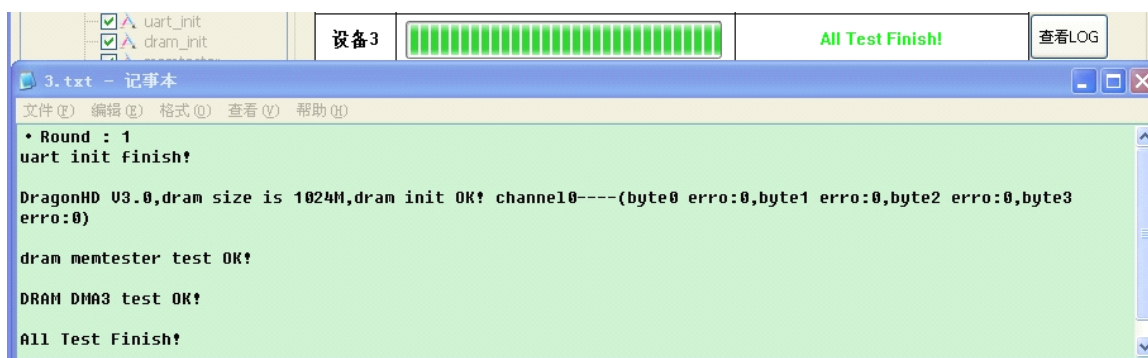 uart_init
dram_init
设备3
All Test Finish!
查看LOG
3.txt - 记事本
文件(F) 编辑(E) 格式(O) 查看(V) 帮助(H)
• Round : 1
uart init finish!
DragonHD V3.0,dram size is 1024M,dram init OK! channel0----(byte0 erro:0,byte1 erro:0,byte2 erro:0,byte3
erro:0)
dram memtester test OK!
DRAM DMA3 test OK!
All Test Finish!